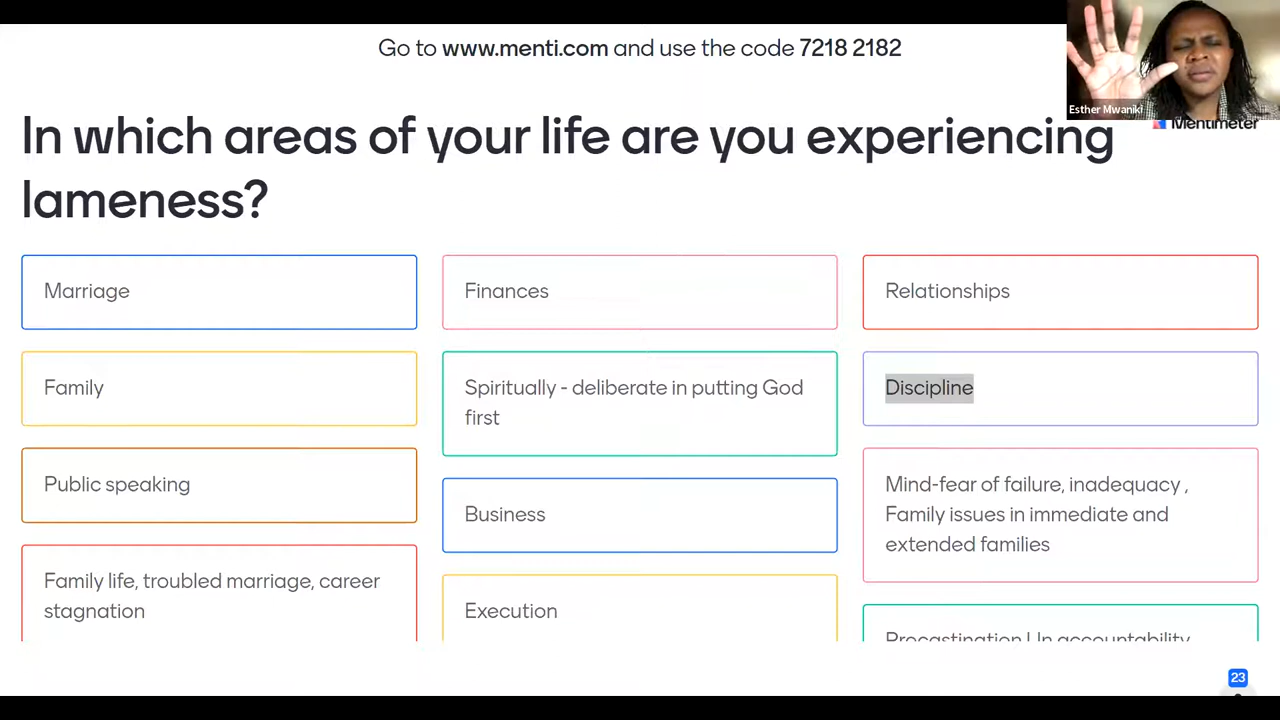 Go to www.menti.com and use the code 7218 2182
Esther Mwaniki
Mentimeter
In which areas of your life are you experiencing
lameness?
Marriage
Finances
Relationships
Family
Spiritually - deliberate in putting God
first
Discipline
Public speaking
Business
Mind-fear of failure, inadequacy ,
Family issues in immediate and
extended families
Family life, troubled marriage, career
stagnation
Execution
Procastination Un accountability
23